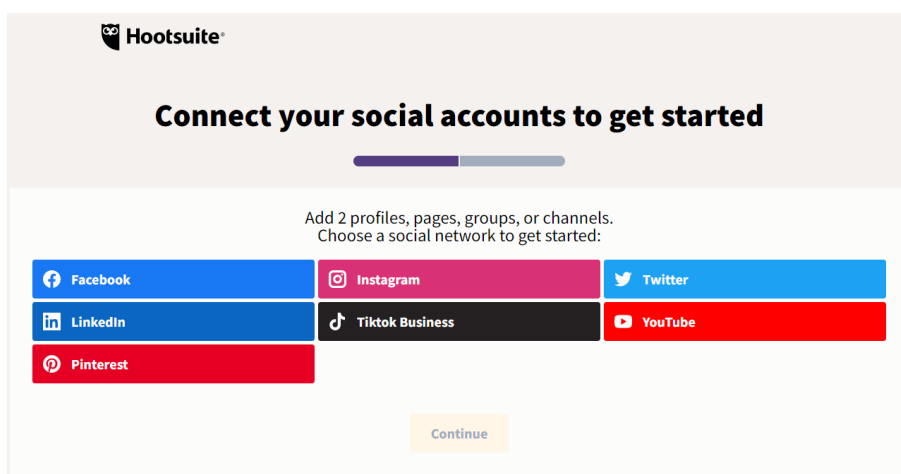 Hootsuite®
Connect your social accounts to get started
Add 2 profiles, pages, groups, or channels.
Choose a social network to get started:
Facebook
Instagram
Twitter
LinkedIn
Tiktok Business
YouTube
Pinterest
Continue